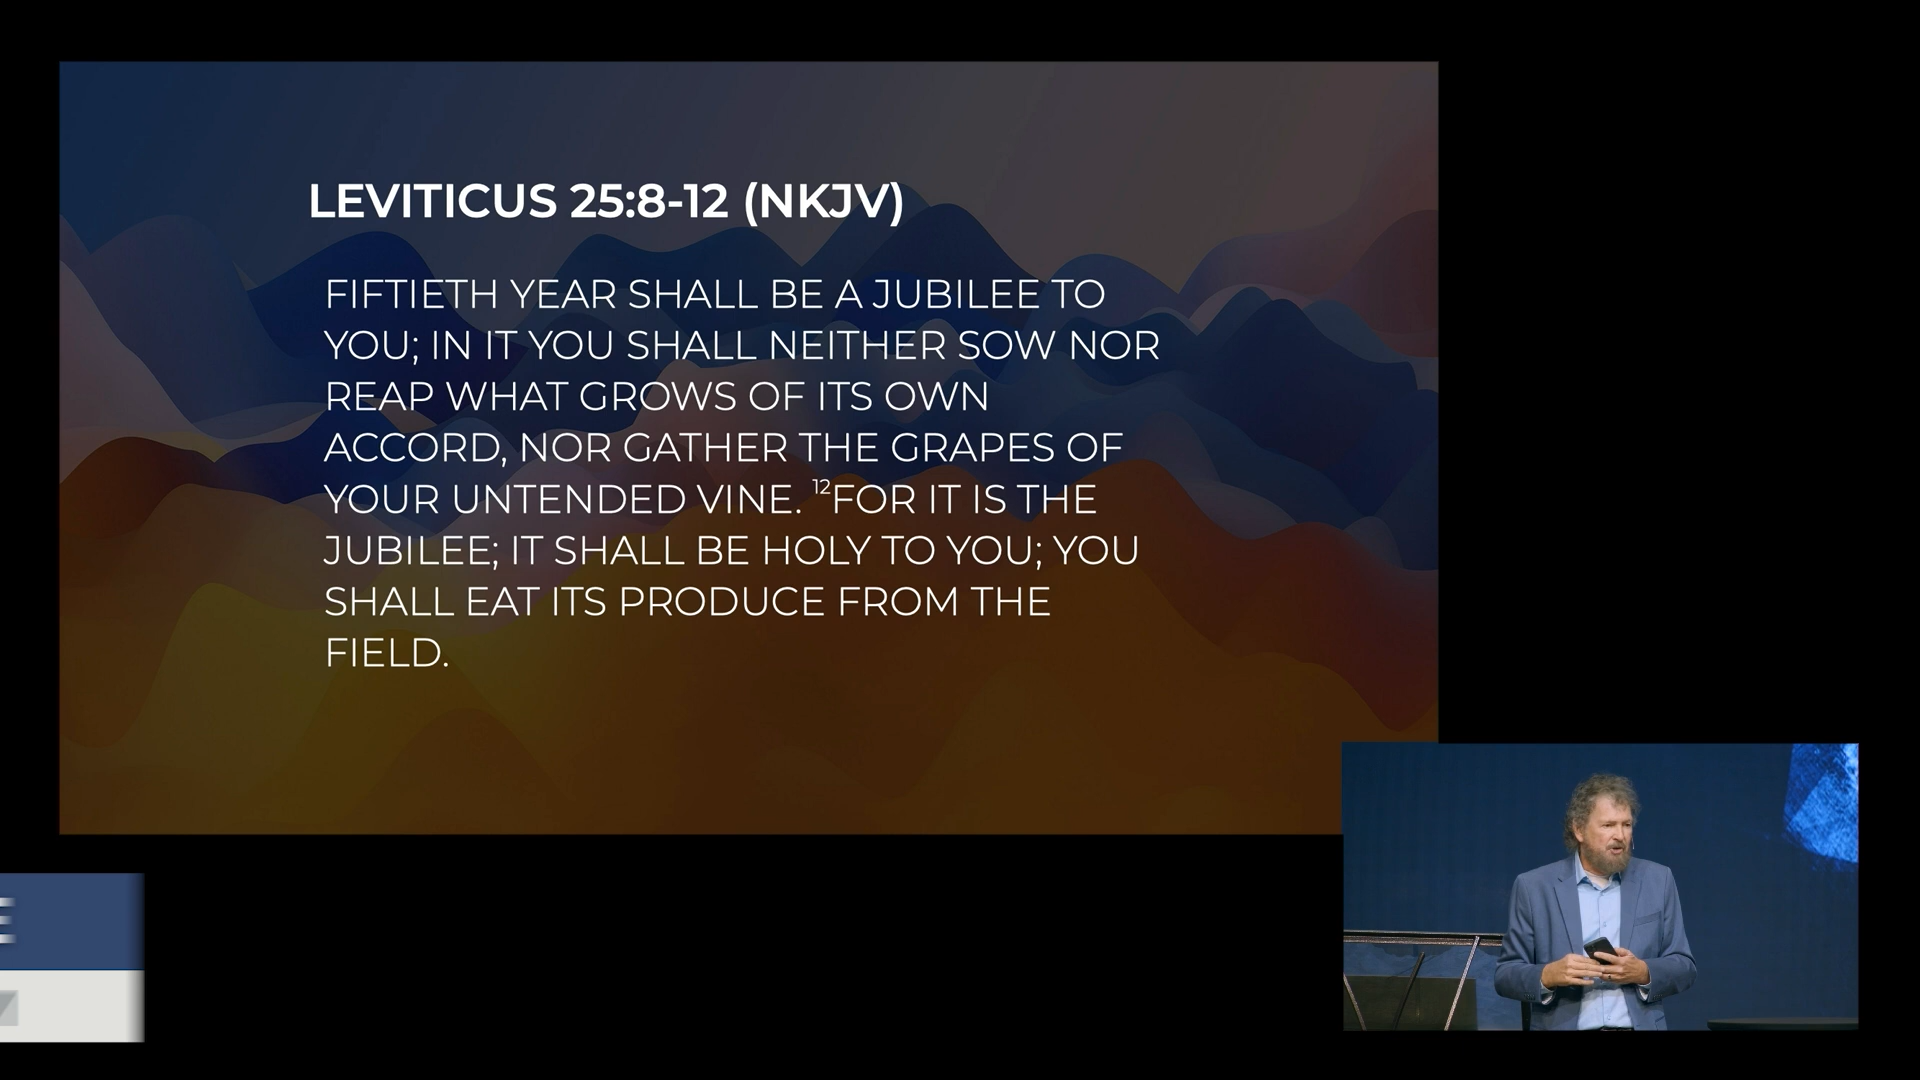 LEVITICUS 25:8-12 (NKJV)
FIFTIETH YEAR SHALL BE A JUBILEE TO
YOU; IN IT YOU SHALL NEITHER SOW NOR
REAP WHAT GROWS OF ITS OWN
ACCORD, NOR GATHER THE GRAPES OF
YOUR UNTENDED VINE. ¹²FOR IT IS THE
JUBILEE; IT SHALL BE HOLY TO YOU; YOU
SHALL EAT ITS PRODUCE FROM THE
FIELD.